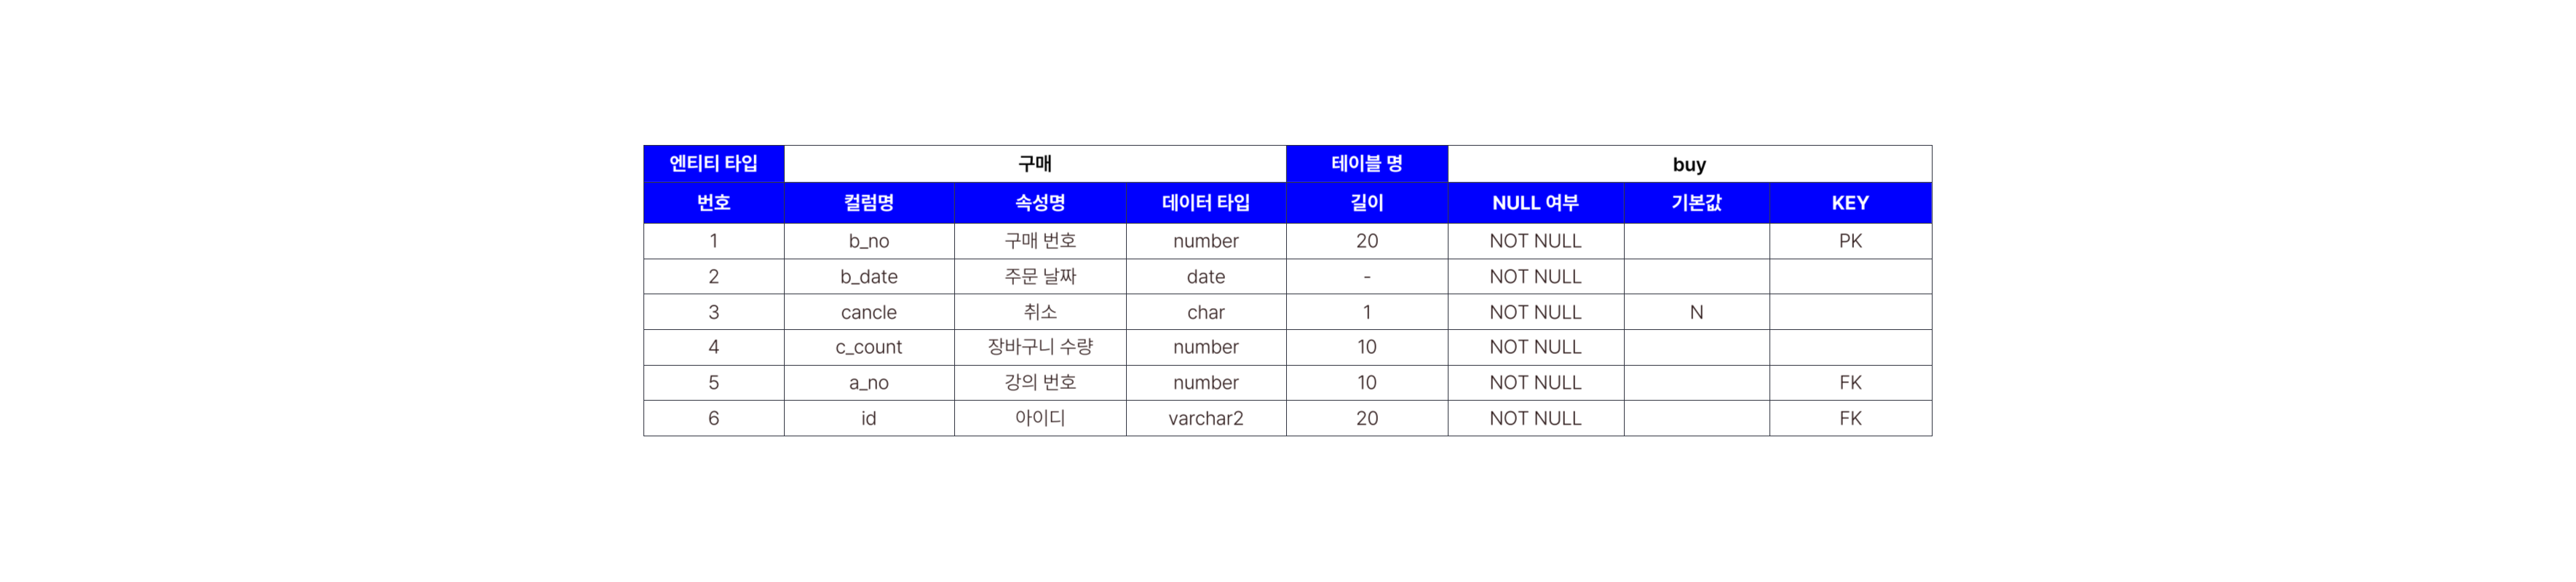 엔티티 타입 구매 테이블 명 buy
번호 컬럼명 속성명 데이터 타입 길이 NULL 여부 기본값 KEY
1 b_no 구매 번호 number 20 NOT NULL PK
2 b_date 주문 날짜 date - NOT NULL
3 cancle 취소 char 1 NOT NULL N
4 c_count 장바구니 수량 number 10 NOT NULL
5 a_no 강의 번호 number 10 NOT NULL FK
6 id 아이디 varchar2 20 NOT NULL FK